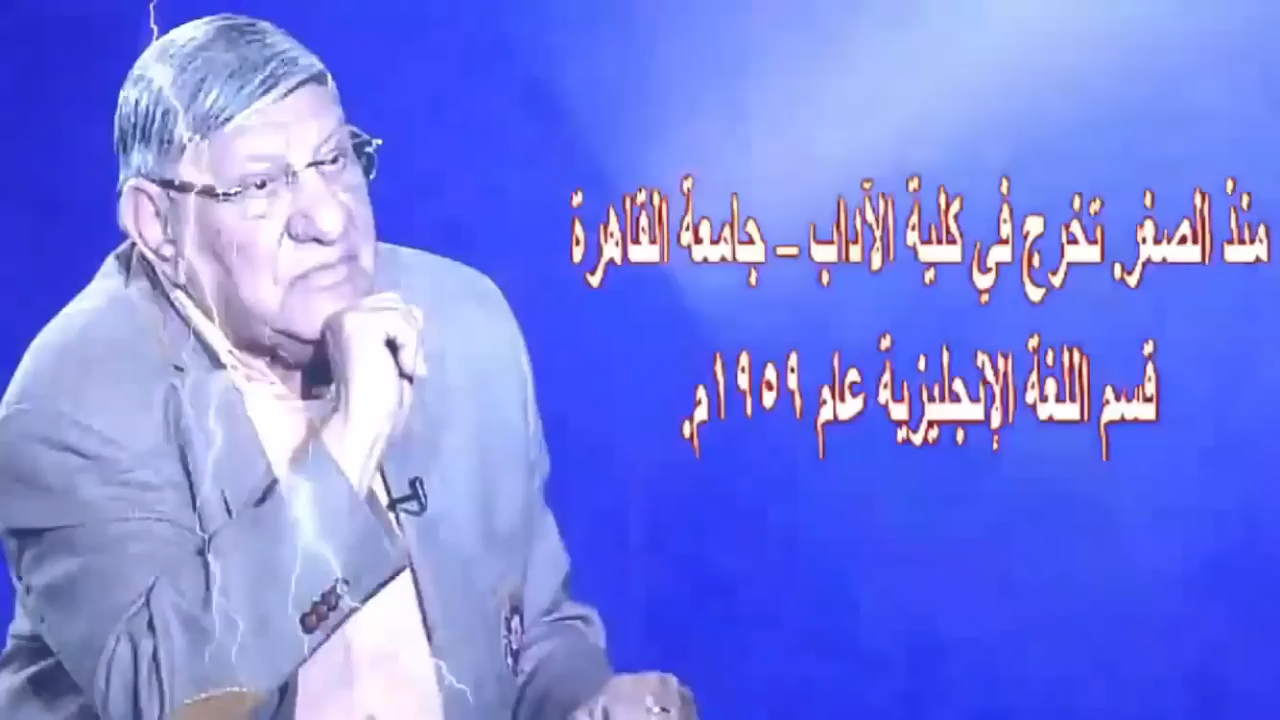 منذ الصغر. تخرج في كلية الآداب – جامعة القاهرة
قسم اللغة الإنجليزية عام ١٩٥٩م.